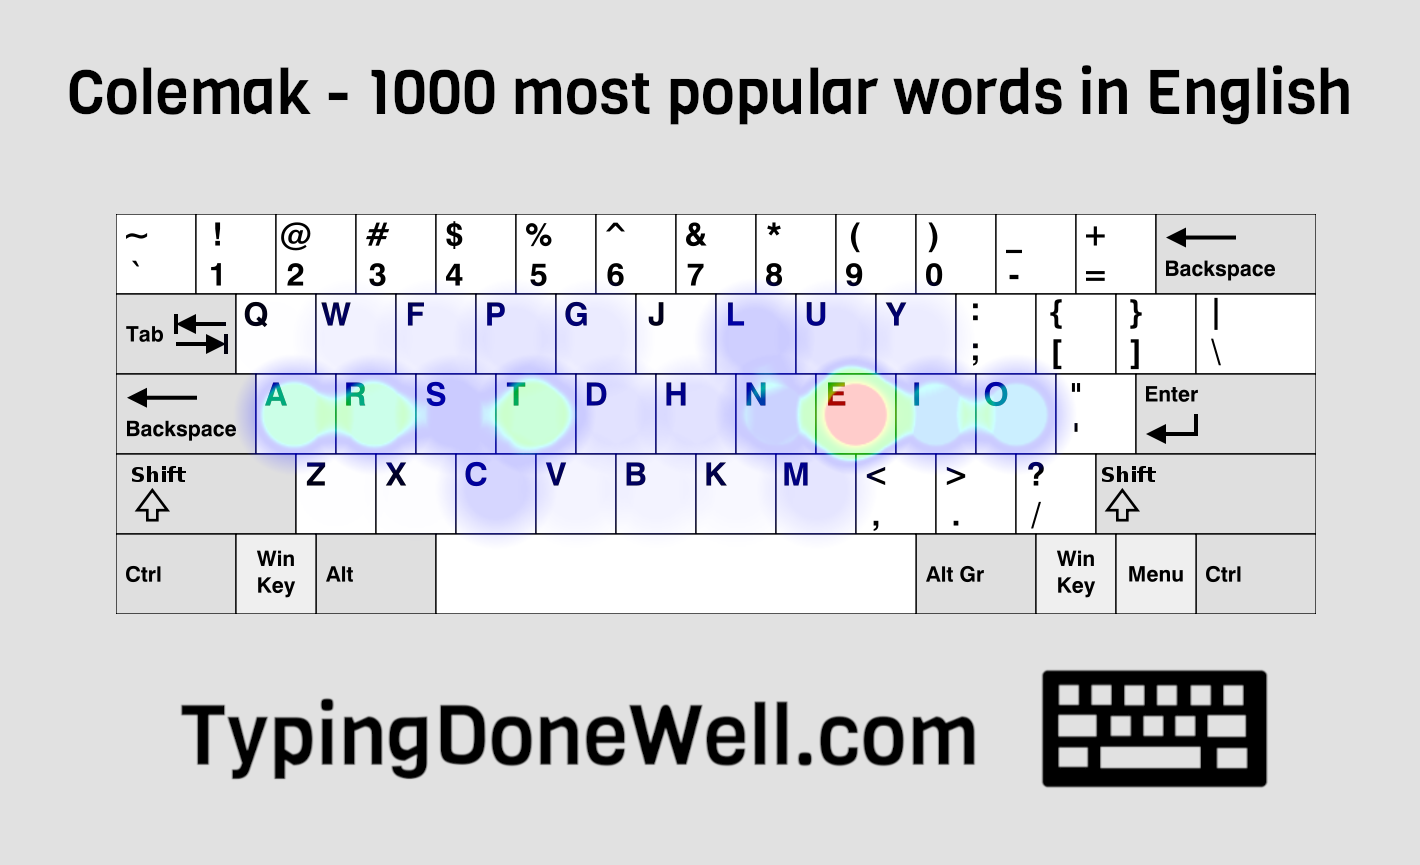 Colemak - 1000 most popular words in English
~ ! @ # $ % ^ & * ( ) _ +
` 1 2 3 4 5 6 7 8 9 0 - = Backspace
Tab Q W F P G J L U Y : { } |
; [ ] \
A R S T D H N E I O " Enter
Backspace '
Shift Z X C V B K M < > ? Shift
, . /
Ctrl Win Key Alt Alt Gr Win Key Menu Ctrl
TypingDoneWell.com